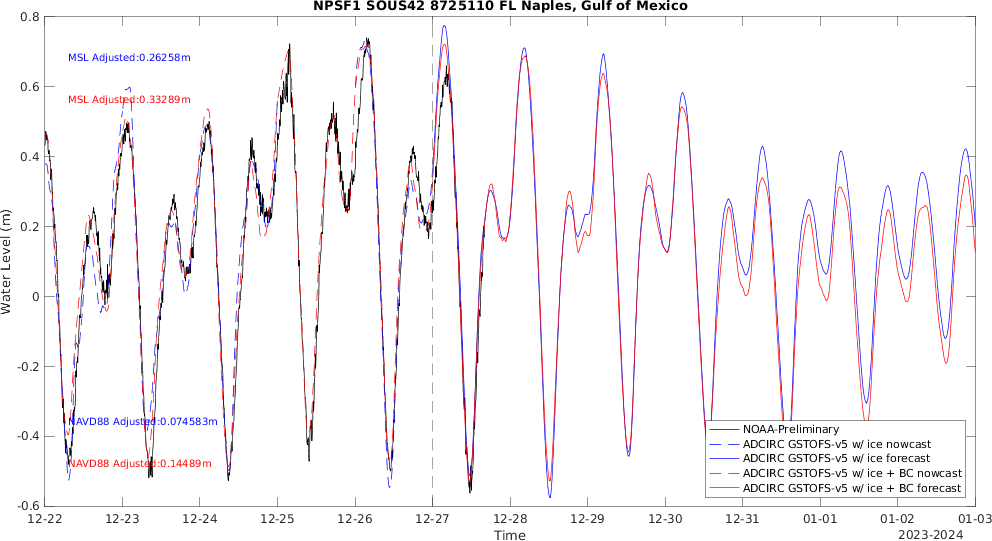 NPSF1 SOUS42 8725110 FL Naples, Gulf of Mexico
0.8
0.6
0.4
0.2
0
-0.2
-0.4
-0.6
Water Level (m)
MSL Adjusted:0.26258m
MSL Adjusted:0.33289m
NAVD88 Adjusted:0.074583m
NAVD88 Adjusted:0.14489m
NOAA-Preliminary
ADCIRC GSTOFS-v5 w/ ice nowcast
ADCIRC GSTOFS-v5 w/ ice forecast
ADCIRC GSTOFS-v5 w/ ice + BC nowcast
ADCIRC GSTOFS-v5 w/ ice + BC forecast
12-22 12-23 12-24 12-25 12-26 12-27 12-28 12-29 12-30 12-31 01-01 01-02 01-03
Time
2023-2024